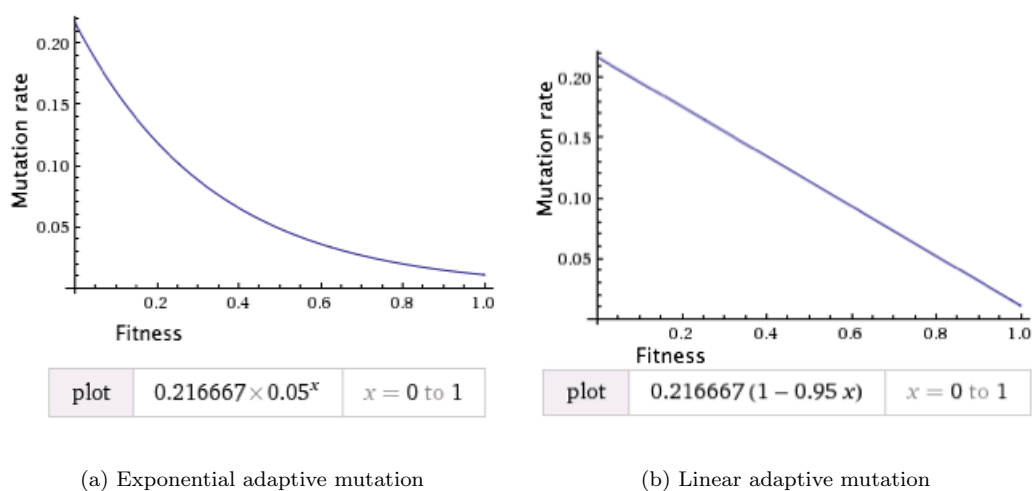 0.20
0.15
0.10
0.05
Mutation rate
0.2 0.4 0.6 0.8 1.0
Fitness
plot 0.216667×0.05ˣ x = 0 to 1
(a) Exponential adaptive mutation
0.20
0.15
0.10
0.05
Mutation rate
0.2 0.4 0.6 0.8 1.0
Fitness
plot 0.216667 (1 − 0.95 x) x = 0 to 1
(b) Linear adaptive mutation